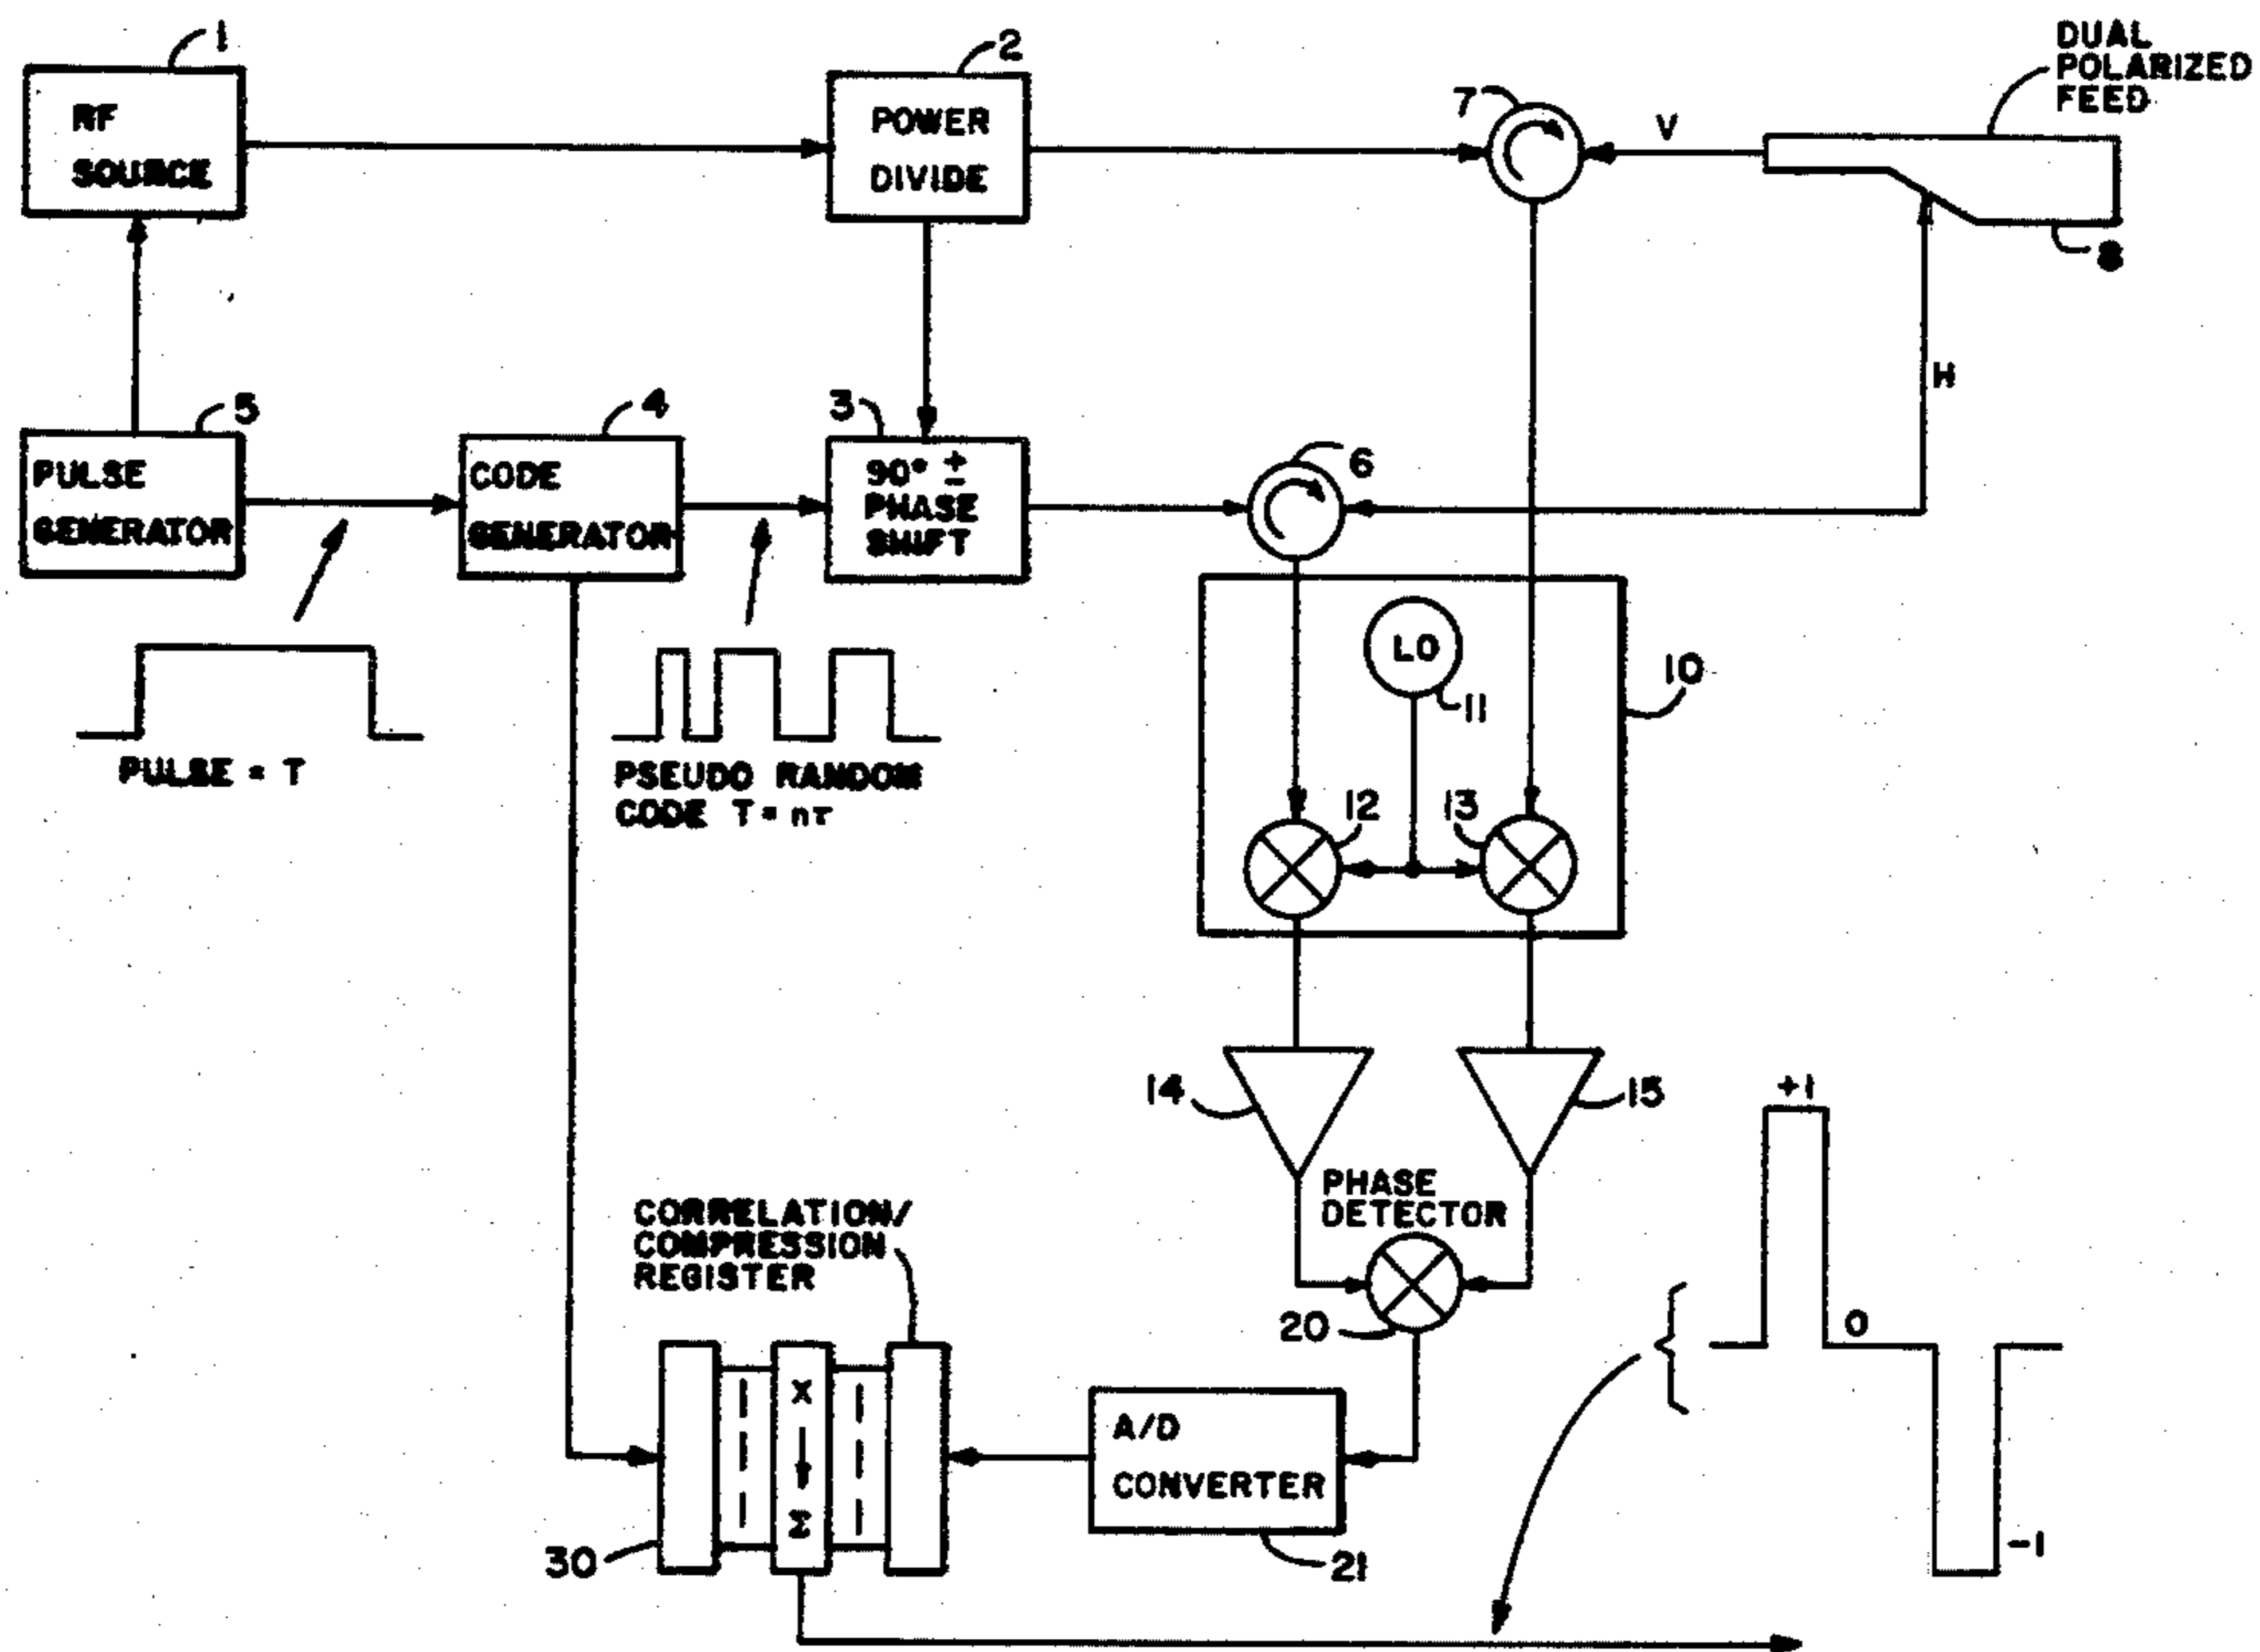 1
RF
SOURCE
2
POWER
DIVIDE
7
V
DUAL
POLARIZED
FEED
8
H
5
PULSE
GENERATOR
4
CODE
GENERATOR
3
90° ±
PHASE
SHIFT
6
PULSE = T
PSEUDO RANDOM
CODE T = nτ
LO
11
10
12
13
14
15
PHASE
DETECTOR
20
+1
0
-1
CORRELATION/
COMPRESSION
REGISTER
X
Σ
30
A/D
CONVERTER
21